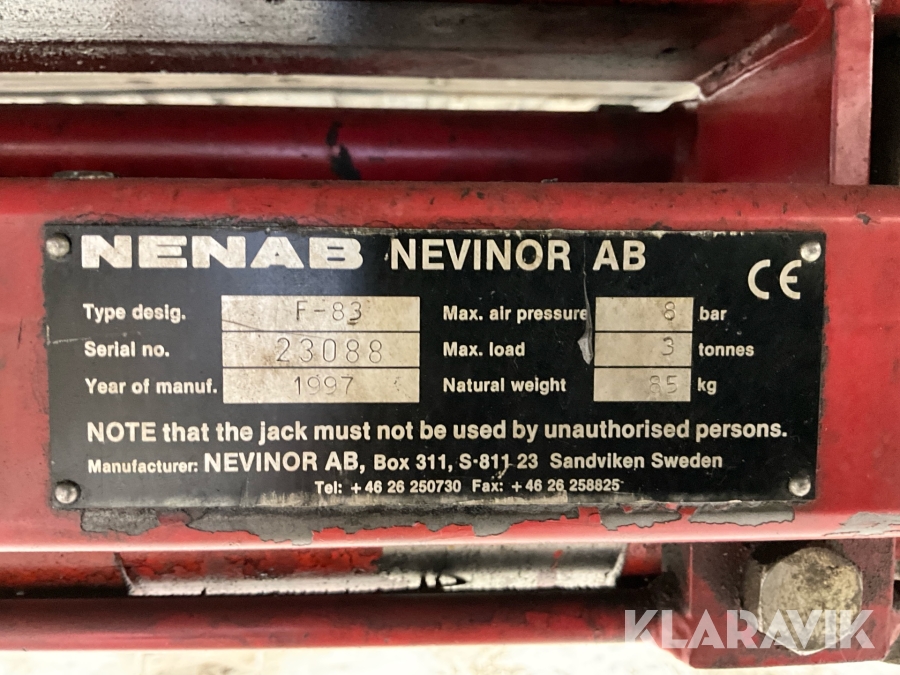 NENAB NEVINOR AB
CE
Type desig. F-83 Max. air pressure 8 bar
Serial no. 23088 Max. load 3 tonnes
Year of manuf. 1997 Natural weight 85 kg
NOTE that the jack must not be used by unauthorised persons.
Manufacturer: NEVINOR AB, Box 311, S-811 23 Sandviken Sweden
Tel: +46 26 250730 Fax: +46 26 258825
KLARAVIK